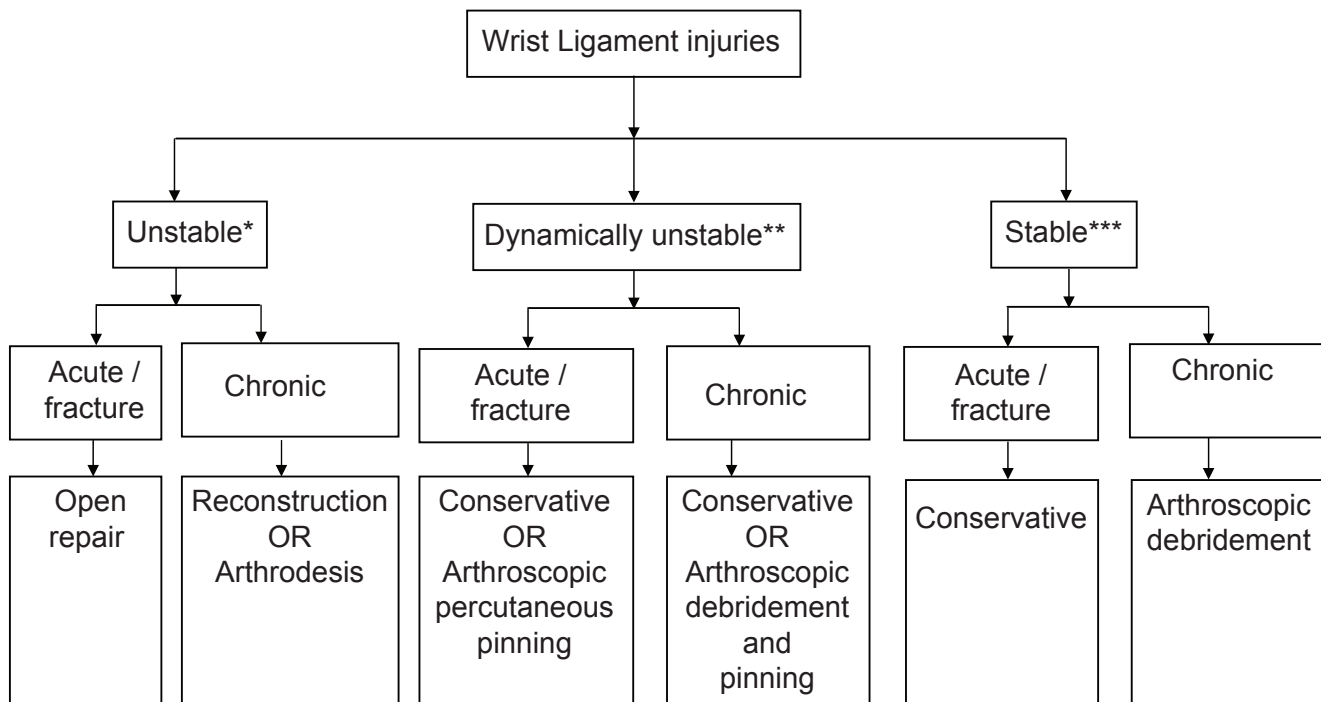 Wrist Ligament injuries
Unstable*
Dynamically unstable**
Stable***
Acute /
fracture
Chronic
Acute /
fracture
Chronic
Acute /
fracture
Chronic
Open
repair
Reconstruction
OR
Arthrodesis
Conservative
OR
Arthroscopic
percutaneous
pinning
Conservative
OR
Arthroscopic
debridement
and
pinning
Conservative
Arthroscopic
debridement